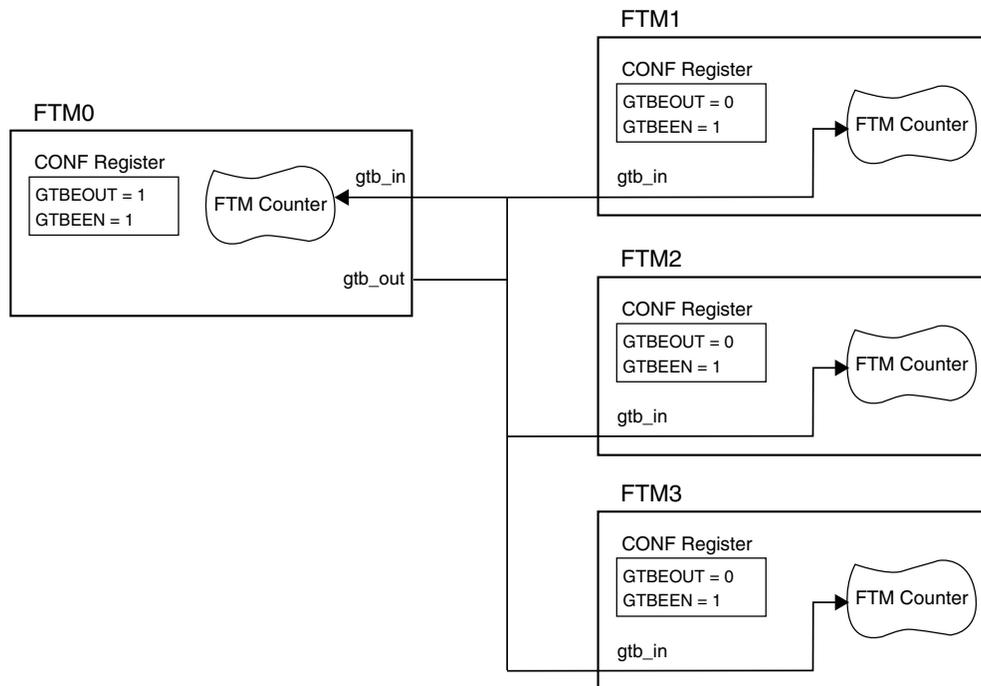 FTM0
CONF Register
GTBEOUT = 1
GTBEEN = 1
FTM Counter
gtb_in
gtb_out
FTM1
CONF Register
GTBEOUT = 0
GTBEEN = 1
FTM Counter
gtb_in
FTM2
CONF Register
GTBEOUT = 0
GTBEEN = 1
FTM Counter
gtb_in
FTM3
CONF Register
GTBEOUT = 0
GTBEEN = 1
FTM Counter
gtb_in